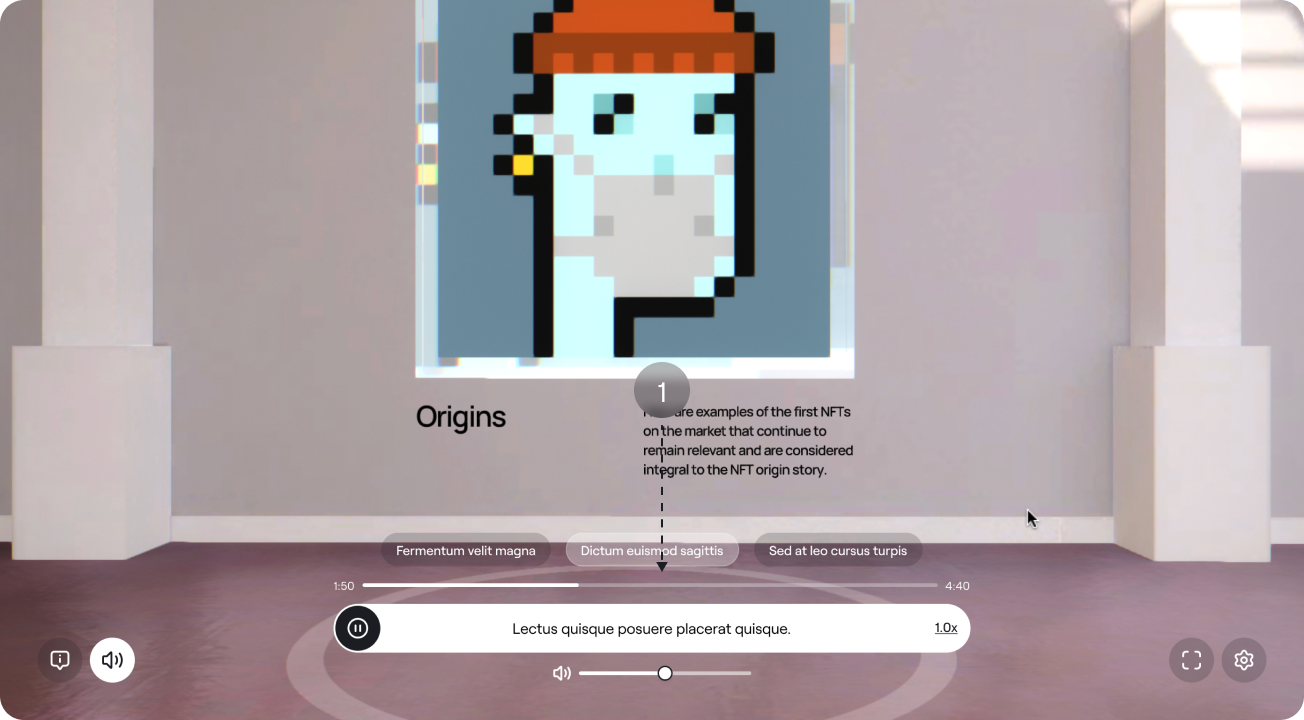 1
Origins
are examples of the first NFTs
on the market that continue to
remain relevant and are considered
integral to the NFT origin story.
Fermentum velit magna
Dictum euismod sagittis
Sed at leo cursus turpis
1:50
4:40
Lectus quisque posuere placerat quisque.
1.0x